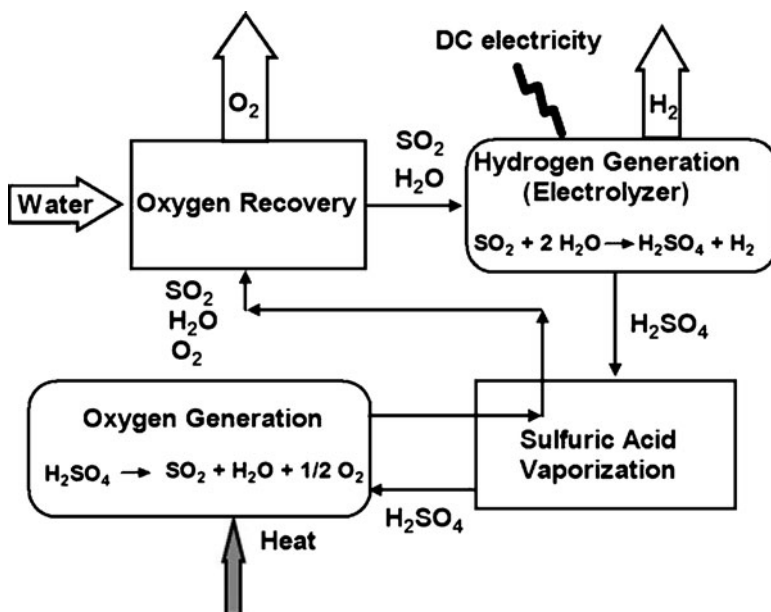 O₂
DC electricity
H₂
Water
Oxygen Recovery
SO₂
H₂O
Hydrogen Generation
(Electrolyzer)
SO₂ + 2 H₂O → H₂SO₄ + H₂
SO₂
H₂O
O₂
H₂SO₄
Oxygen Generation
H₂SO₄ → SO₂ + H₂O + 1/2 O₂
Sulfuric Acid
Vaporization
H₂SO₄
Heat